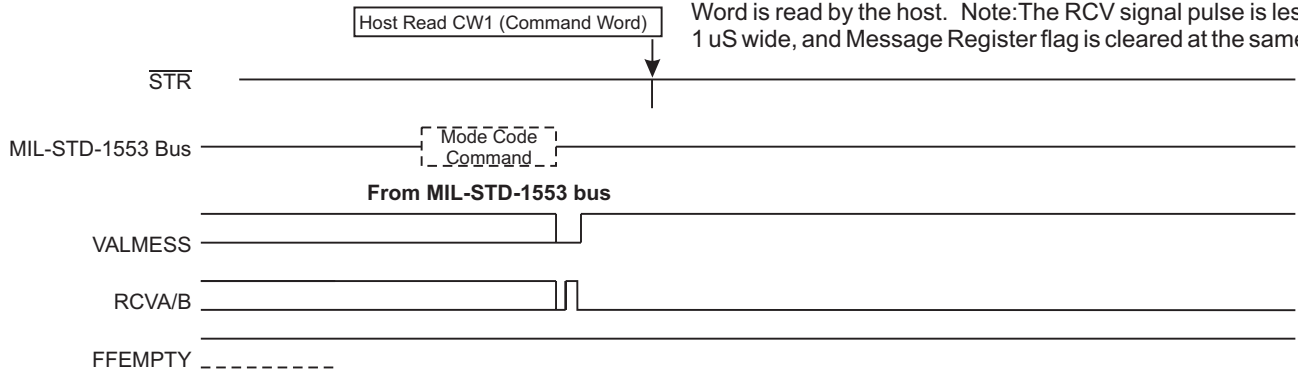 Word is read by the host. Note:The RCV signal pulse is les
1 uS wide, and Message Register flag is cleared at the same
Host Read CW1 (Command Word)
STR
MIL-STD-1553 Bus
Mode Code
Command
From MIL-STD-1553 bus
VALMESS
RCVA/B
FFEMPTY